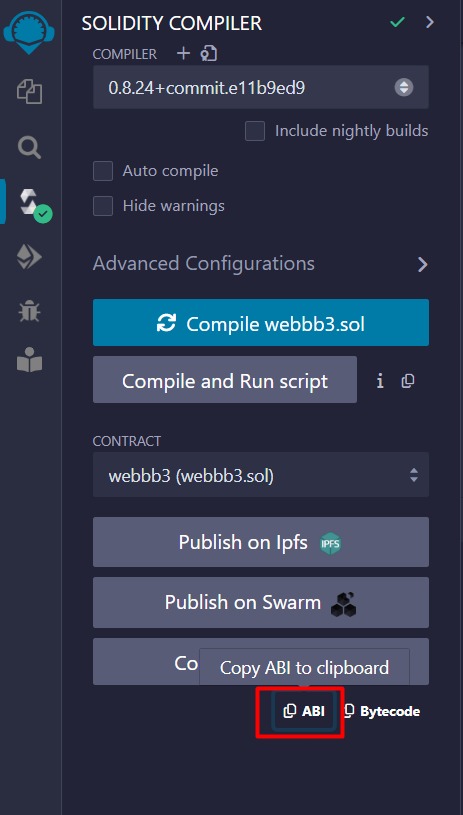 SOLIDITY COMPILER
COMPILER
0.8.24+commit.e11b9ed9
Include nightly builds
Auto compile
Hide warnings
Advanced Configurations
Compile webbb3.sol
Compile and Run script
CONTRACT
webbb3 (webbb3.sol)
Publish on Ipfs IPFS
Publish on Swarm
Co
Copy ABI to clipboard
ABI Bytecode